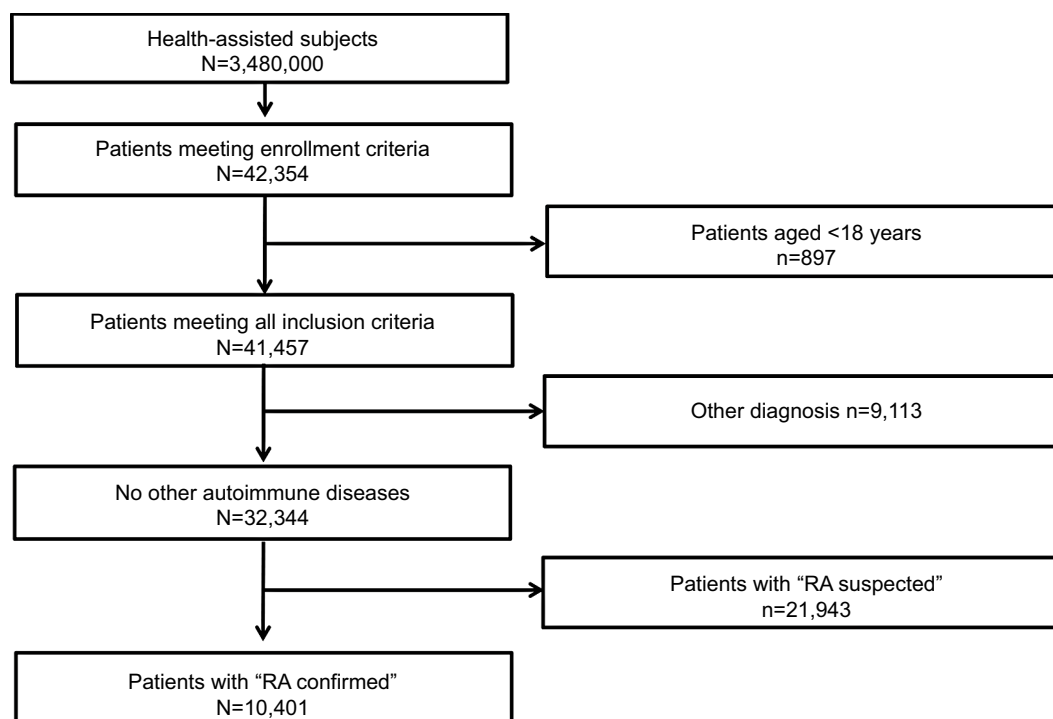 Health-assisted subjects
N=3,480,000
Patients meeting enrollment criteria
N=42,354
Patients aged <18 years
n=897
Patients meeting all inclusion criteria
N=41,457
Other diagnosis n=9,113
No other autoimmune diseases
N=32,344
Patients with “RA suspected”
n=21,943
Patients with “RA confirmed”
N=10,401